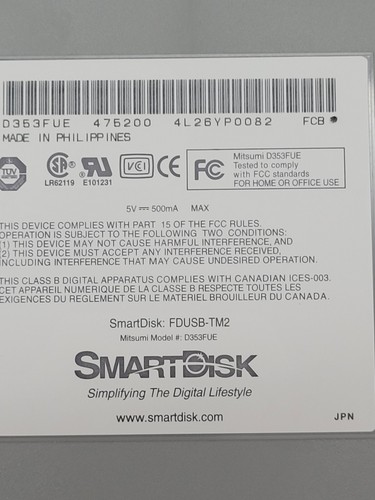 D353FUE 475200 4L26YP0082 FCB
MADE IN PHILIPPINES
TÜV
LR62119 E101231
VCI
CE
FC
Mitsumi D353FUE
Tested to comply
with FCC standards
FOR HOME OR OFFICE USE
5V 500mA MAX
THIS DEVICE COMPLIES WITH PART 15 OF THE FCC RULES.
OPERATION IS SUBJECT TO THE FOLLOWING TWO CONDITIONS:
(1) THIS DEVICE MAY NOT CAUSE HARMFUL INTERFERENCE, AND
(2) THIS DEVICE MUST ACCEPT ANY INTERFERENCE RECEIVED,
INCLUDING INTERFERENCE THAT MAY CAUSE UNDESIRED OPERATION.
THIS CLASS B DIGITAL APPARATUS COMPLIES WITH CANADIAN ICES-003.
CET APPAREIL NUMERIQUE DE LA CLASSE B RESPECTE TOUTES LES
EXIGENCES DU REGLEMENT SUR LE MATERIEL BROUILLEUR DU CANADA.
SmartDisk: FDUSB-TM2
Mitsumi Model #: D353FUE
SMARTDISK
Simplifying The Digital Lifestyle
www.smartdisk.com
JPN